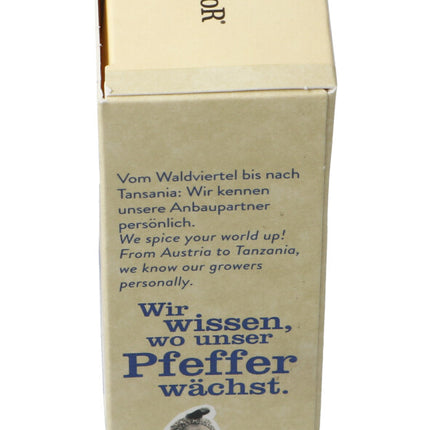 OR®
Vom Waldviertel bis nach
Tansania: Wir kennen
unsere Anbaupartner
persönlich.
We spice your world up!
From Austria to Tanzania,
we know our growers
personally.
Wir
wissen,
wo unser
Pfeffer
wächst.